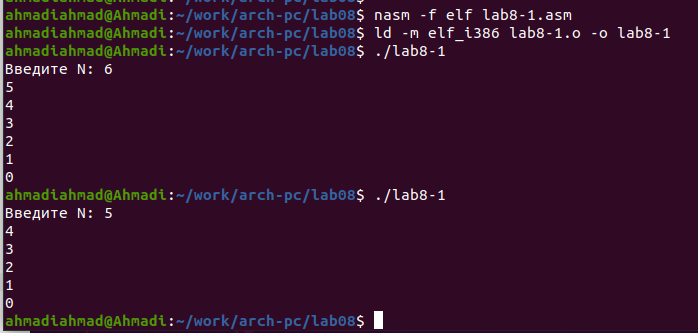 ahmadiahmad@Ahmadi:~/work/arch-pc/lab08$ nasm -f elf lab8-1.asm
ahmadiahmad@Ahmadi:~/work/arch-pc/lab08$ ld -m elf_i386 lab8-1.o -o lab8-1
ahmadiahmad@Ahmadi:~/work/arch-pc/lab08$ ./lab8-1
Введите N: 6
5
4
3
2
1
0
ahmadiahmad@Ahmadi:~/work/arch-pc/lab08$ ./lab8-1
Введите N: 5
4
3
2
1
0
ahmadiahmad@Ahmadi:~/work/arch-pc/lab08$